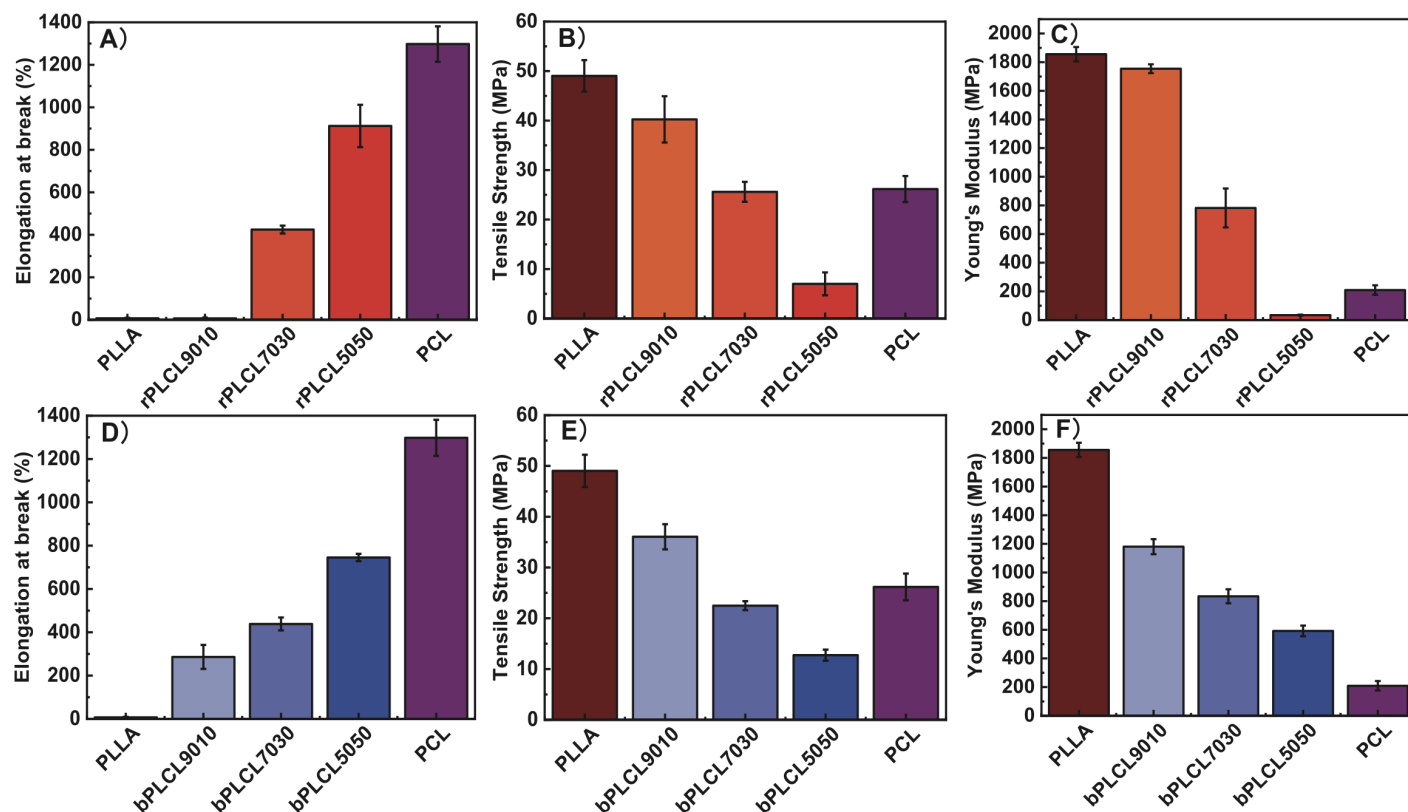 A)
Elongation at break (%)
1400
1200
1000
800
600
400
200
0
PLLA
rPLCL9010
rPLCL7030
rPLCL5050
PCL
B)
Tensile Strength (MPa)
60
50
40
30
20
10
0
PLLA
rPLCL9010
rPLCL7030
rPLCL5050
PCL
C)
Young's Modulus (MPa)
2000
1800
1600
1400
1200
1000
800
600
400
200
0
PLLA
rPLCL9010
rPLCL7030
rPLCL5050
PCL
D)
Elongation at break (%)
1400
1200
1000
800
600
400
200
0
PLLA
bPLCL9010
bPLCL7030
bPLCL5050
PCL
E)
Tensile Strength (MPa)
60
50
40
30
20
10
0
PLLA
bPLCL9010
bPLCL7030
bPLCL5050
PCL
F)
Young's Modulus (MPa)
2000
1800
1600
1400
1200
1000
800
600
400
200
0
PLLA
bPLCL9010
bPLCL7030
bPLCL5050
PCL